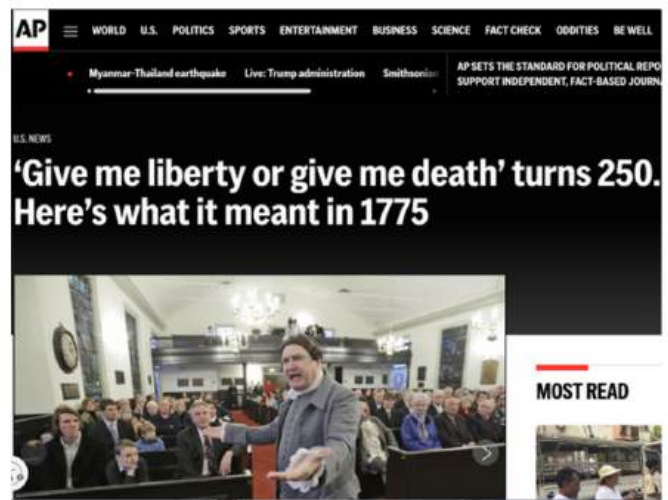 AP
WORLD U.S. POLITICS SPORTS ENTERTAINMENT BUSINESS SCIENCE FACT CHECK ODDITIES BE WELL
Myanmar-Thailand earthquake Live: Trump administration Smithsonian
AP SETS THE STANDARD FOR POLITICAL REPO
SUPPORT INDEPENDENT, FACT-BASED JOURN
U.S. NEWS
‘Give me liberty or give me death’ turns 250.
Here’s what it meant in 1775
MOST READ